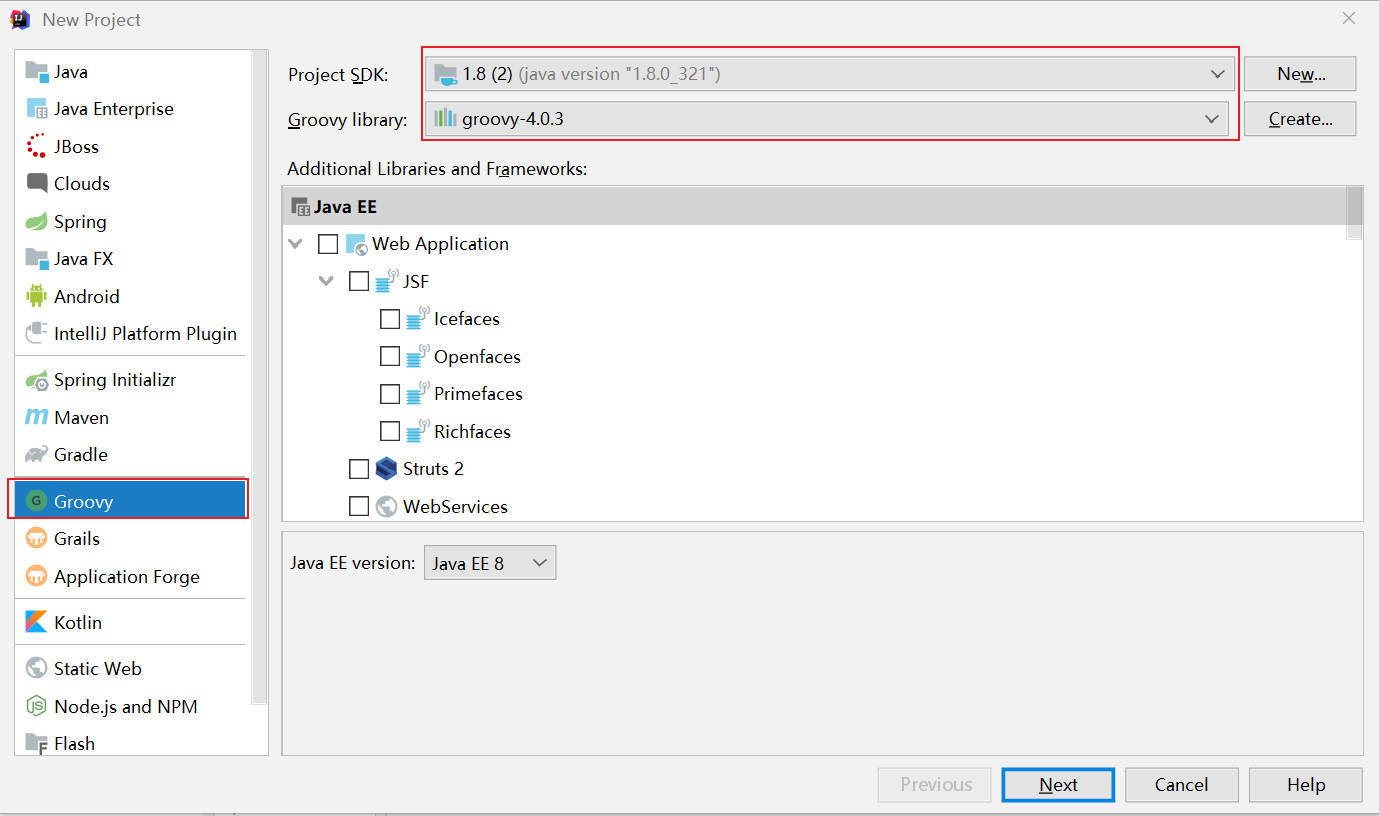 New Project
Java
Java Enterprise
JBoss
Clouds
Spring
Java FX
Android
IntelliJ Platform Plugin
Spring Initializr
Maven
Gradle
Groovy
Grails
Application Forge
Kotlin
Static Web
Node.js and NPM
Flash
Project SDK: 1.8 (2) (java version "1.8.0_321") New...
Groovy library: groovy-4.0.3 Create...
Additional Libraries and Frameworks:
Java EE
Web Application
JSF
Icefaces
Openfaces
Primefaces
Richfaces
Struts 2
WebServices
Java EE version: Java EE 8
Previous Next Cancel Help